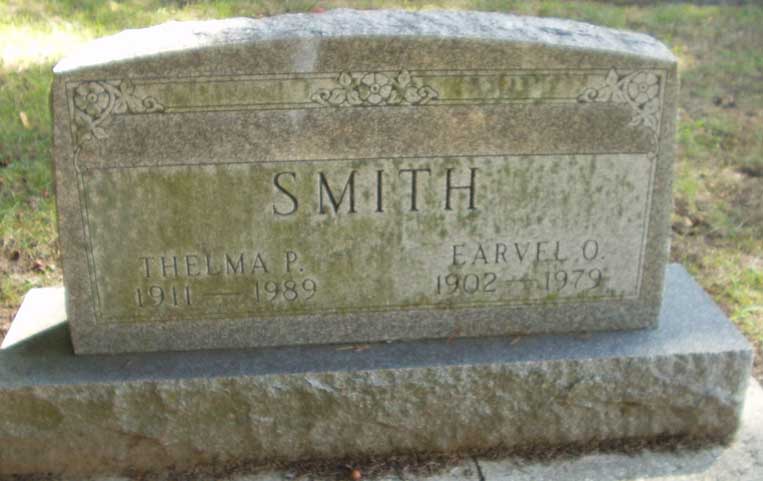 SMITH
THELMA P. EARVEL O.
1911 — 1989 1902 — 1979